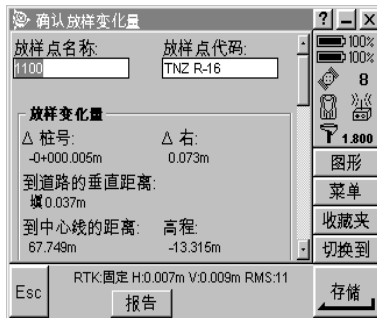 确认放样变化量
? _ x
放样点名称: 放样点代码:
1100 TNZ R-16
100%
100%
8
放样变化量
Δ 桩号: Δ 右:
-0+000.005m 0.073m
1.800
到道路的垂直距离:
填0.037m
到中心线的距离: 高程:
67.749m -13.315m
图形
菜单
收藏夹
切换到
Esc
RTK:固定 H:0.007m V:0.009m RMS:11
报告
存储